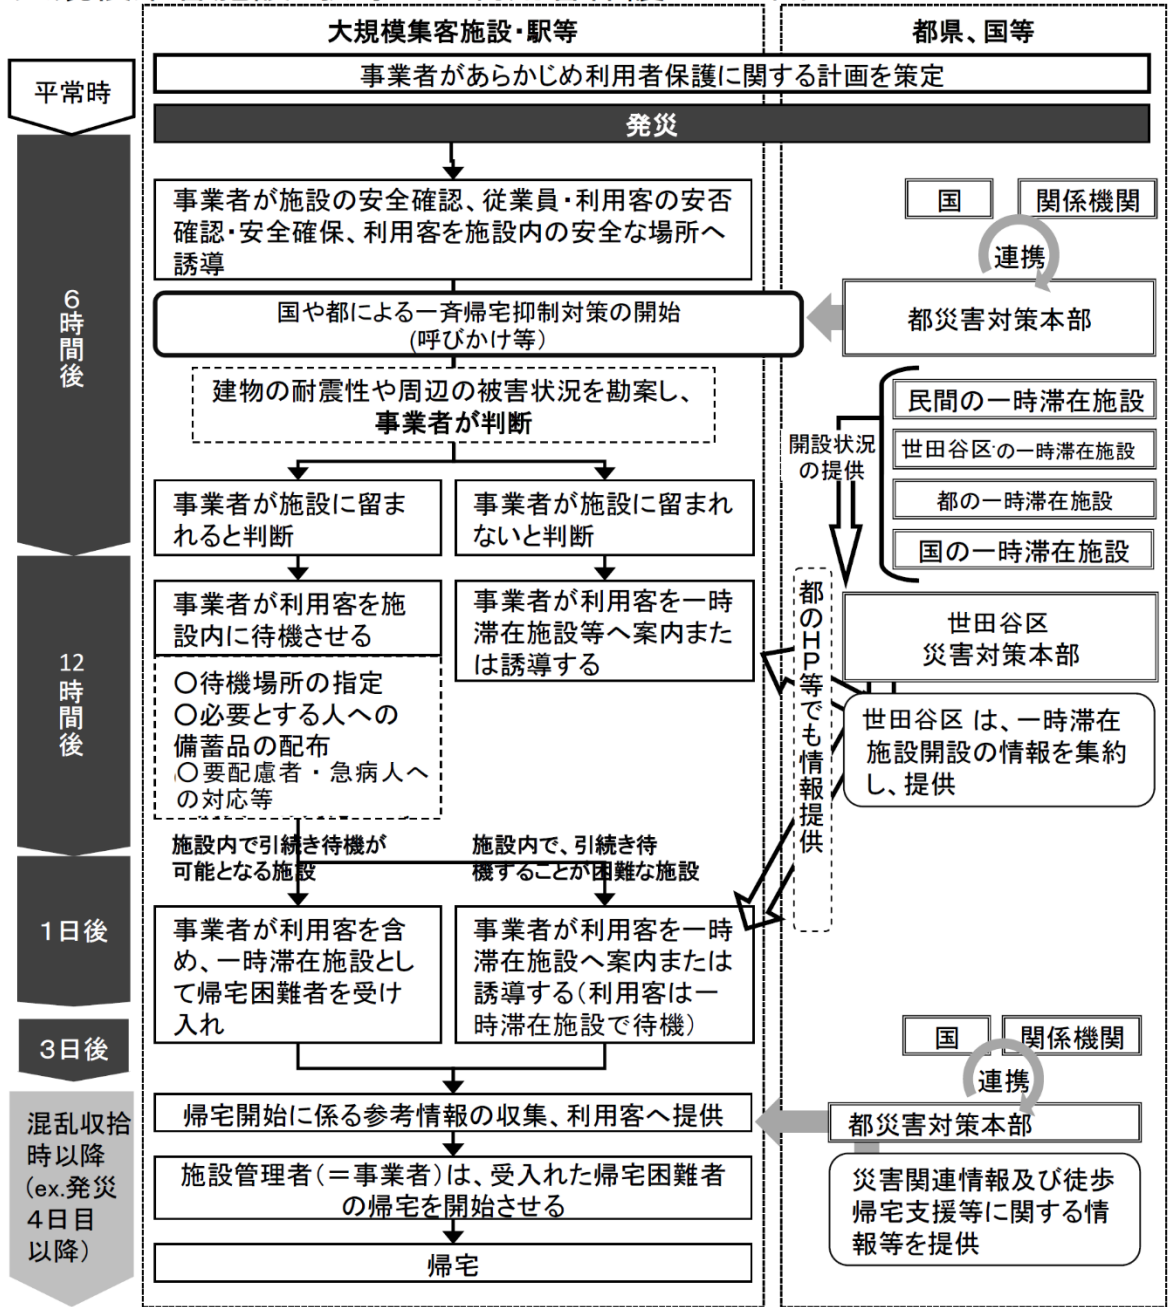 大規模集客施設・駅等
都県、国等
平常時
事業者があらかじめ利用者保護に関する計画を策定
発災
6時間後
事業者が施設の安全確認、従業員・利用客の安否
確認・安全確保、利用客を施設内の安全な場所へ
誘導
国
関係機関
連携
国や都による一斉帰宅抑制対策の開始
(呼びかけ等)
都災害対策本部
建物の耐震性や周辺の被害状況を勘案し、
事業者が判断
民間の一時滞在施設
世田谷区の一時滞在施設
都の一時滞在施設
国の一時滞在施設
開設状況
の提供
事業者が施設に留ま
れると判断
事業者が施設に留まれ
ないと判断
12時間後
事業者が利用客を施
設内に待機させる
事業者が利用客を一時
滞在施設等へ案内また
は誘導する
都のHP等でも情報提供
世田谷区
災害対策本部
〇待機場所の指定
〇必要とする人への
備蓄品の配布
〇要配慮者・急病人へ
の対応等
世田谷区 は、一時滞在
施設開設の情報を集約
し、提供
施設内で引続き待機が
可能となる施設
施設内で、引続き待
機することが困難な施設
1日後
事業者が利用客を含
め、一時滞在施設とし
て帰宅困難者を受け
入れ
事業者が利用客を一時
滞在施設へ案内または
誘導する(利用客は一
時滞在施設で待機)
3日後
国
関係機関
連携
混乱収拾
時以降
(ex.発災
4日目
以降)
帰宅開始に係る参考情報の収集、利用客へ提供
都災害対策本部
施設管理者(＝事業者)は、受入れた帰宅困難者
の帰宅を開始させる
災害関連情報及び徒歩
帰宅支援等に関する情
報等を提供
帰宅